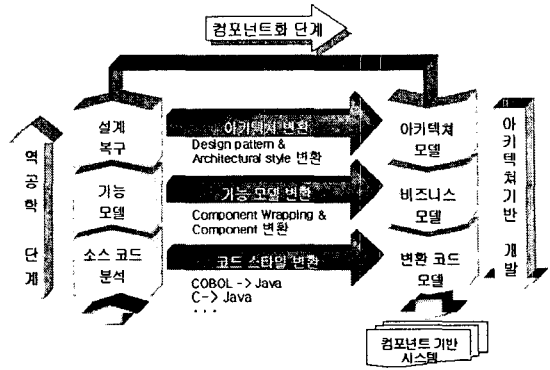 컴포넌트화 단계
설계
복구
아키텍쳐 변환
Design pattern &
Architectural style 변환
아키텍쳐
모델
기능
모델
기능 모델 변환
Component Wrapping &
Component 변환
비즈니스
모델
소스 코드
분석
코드 스타일 변환
COBOL -> Java
C-> Java
. . .
변환 코드
모델
역공학 단계
아키텍쳐기반 개발
컴포넌트 기반
시스템